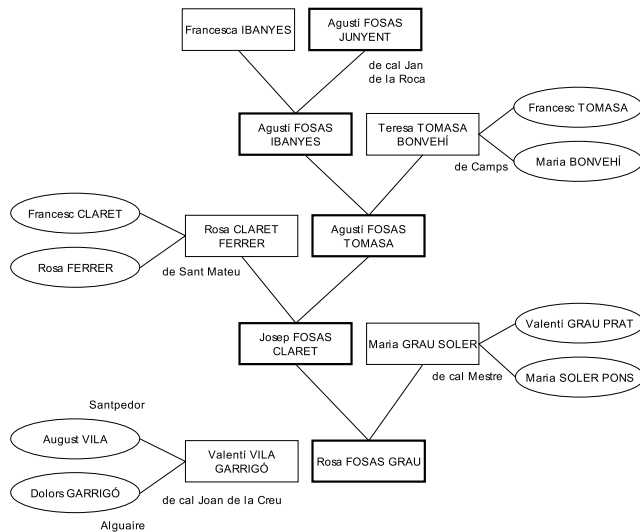 Francesca IBANYES
Agustí FOSAS
JUNYENT
de cal Jan
de la Roca
Agustí FOSAS
IBANYES
Teresa TOMASA
BONVEHÍ
de Camps
Francesc TOMASA
Maria BONVEHÍ
Francesc CLARET
Rosa FERRER
Rosa CLARET
FERRER
de Sant Mateu
Agustí FOSAS
TOMASA
Josep FOSAS
CLARET
Maria GRAU SOLER
de cal Mestre
Valentí GRAU PRAT
Maria SOLER PONS
Santpedor
August VILA
Dolors GARRIGÓ
Alguaire
Valentí VILA
GARRIGÓ
de cal Joan de la Creu
Rosa FOSAS GRAU